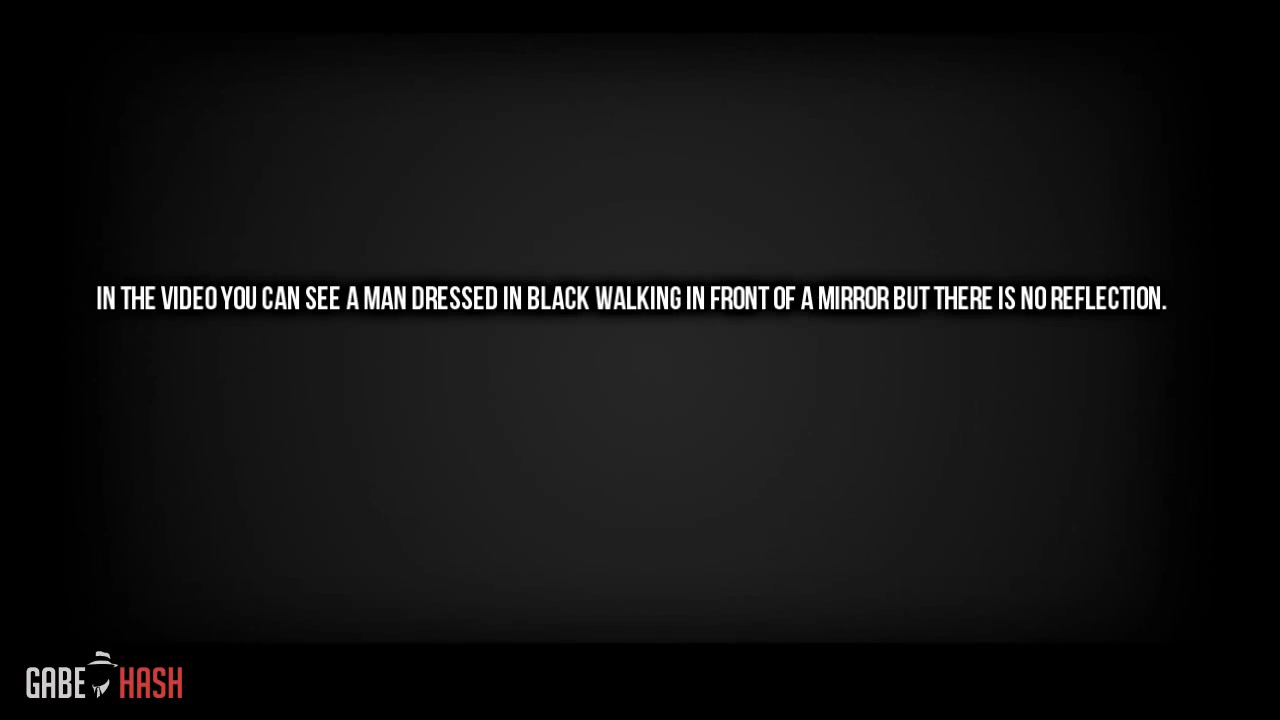 IN THE VIDEO YOU CAN SEE A MAN DRESSED IN BLACK WALKING IN FRONT OF A MIRROR BUT THERE IS NO REFLECTION.
GABE HASH